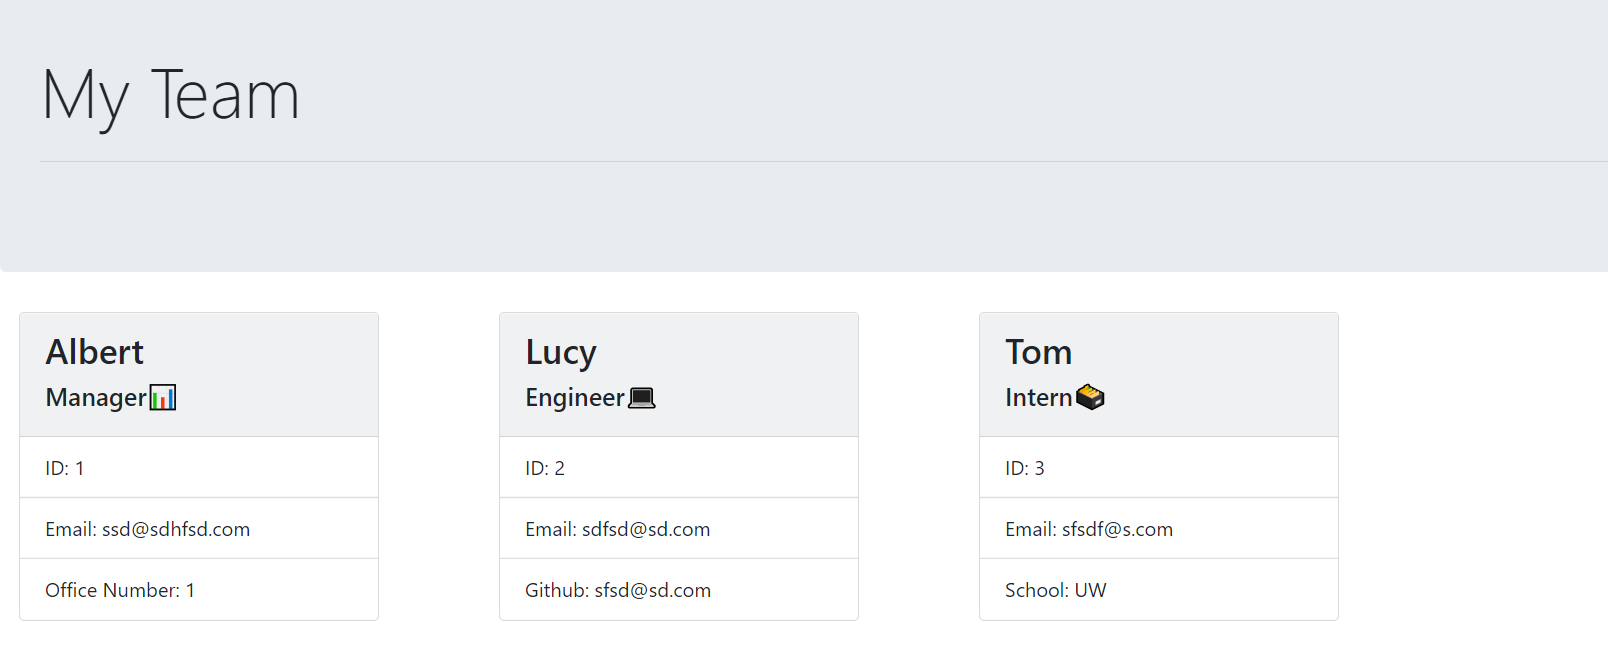 My Team
Albert
Manager📊
ID: 1
Email: ssd@sdhfsd.com
Office Number: 1
Lucy
Engineer💻
ID: 2
Email: sdfsd@sd.com
Github: sfsd@sd.com
Tom
Intern🗳
ID: 3
Email: sfsdf@s.com
School: UW